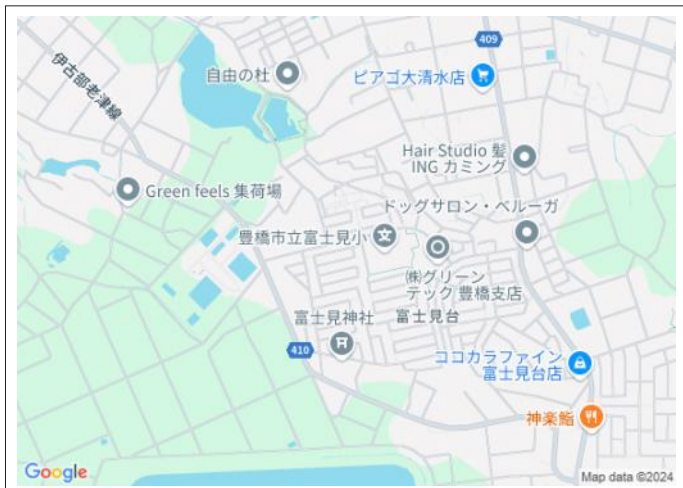 409
自由の杜
ピアゴ大清水店
伊古部老津線
Hair Studio 髪
ING カミング
Green feels 集荷場
ドッグサロン・ベルーガ
豊橋市立富士見小
文
㈱グリーン
テック 豊橋支店
富士見神社
富士見台
410
ココカラファイン
富士見台店
神楽鮨
Google
Map data ©2024